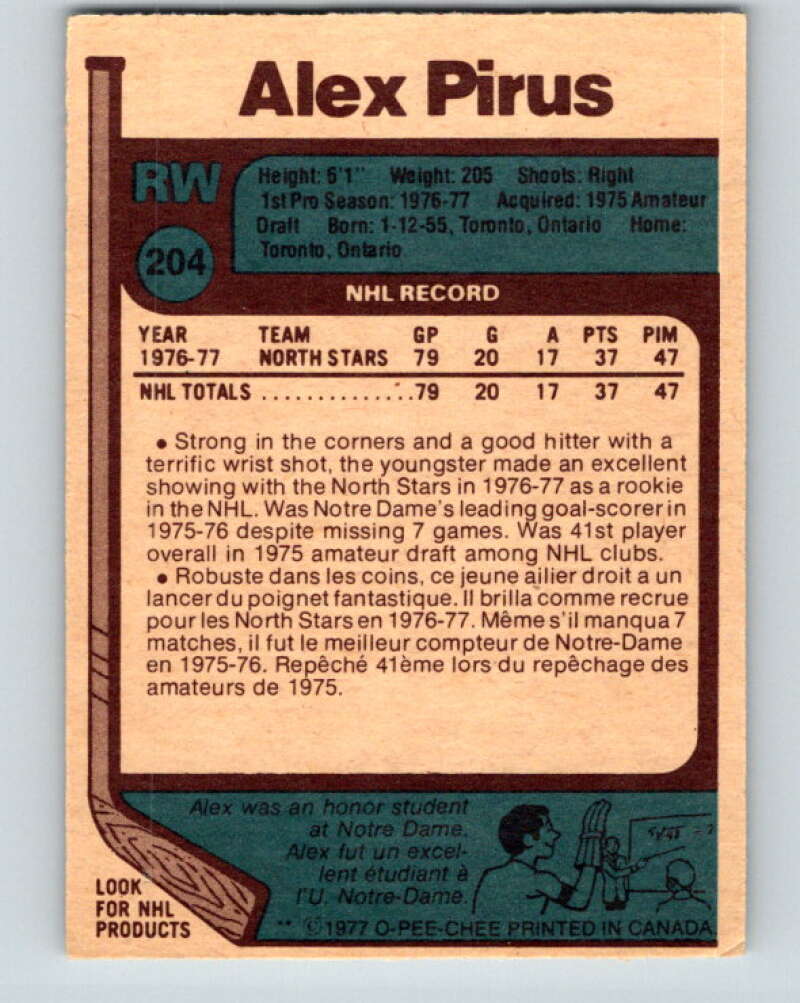 Alex Pirus
RW
Height: 6'1" Weight: 205 Shoots: Right
1st Pro Season: 1976-77 Acquired: 1975 Amateur
Draft Born: 1-12-55, Toronto, Ontario Home:
Toronto, Ontario
204
NHL RECORD
YEAR TEAM GP G A PTS PIM
1976-77 NORTH STARS 79 20 17 37 47
NHL TOTALS ..............79 20 17 37 47
• Strong in the corners and a good hitter with a
terrific wrist shot, the youngster made an excellent
showing with the North Stars in 1976-77 as a rookie
in the NHL. Was Notre Dame's leading goal-scorer in
1975-76 despite missing 7 games. Was 41st player
overall in 1975 amateur draft among NHL clubs.
• Robuste dans les coins, ce jeune ailier droit a un
lancer du poignet fantastique. Il brilla comme recrue
pour les North Stars en 1976-77. Même s'il manqua 7
matches, il fut le meilleur compteur de Notre-Dame
en 1975-76. Repêché 41ème lors du repêchage des
amateurs de 1975.
Alex was an honor student
at Notre Dame.
Alex fut un excel-
lent étudiant à
l'U. Notre-Dame.
LOOK
FOR NHL
PRODUCTS
** ©1977 O-PEE-CHEE PRINTED IN CANADA